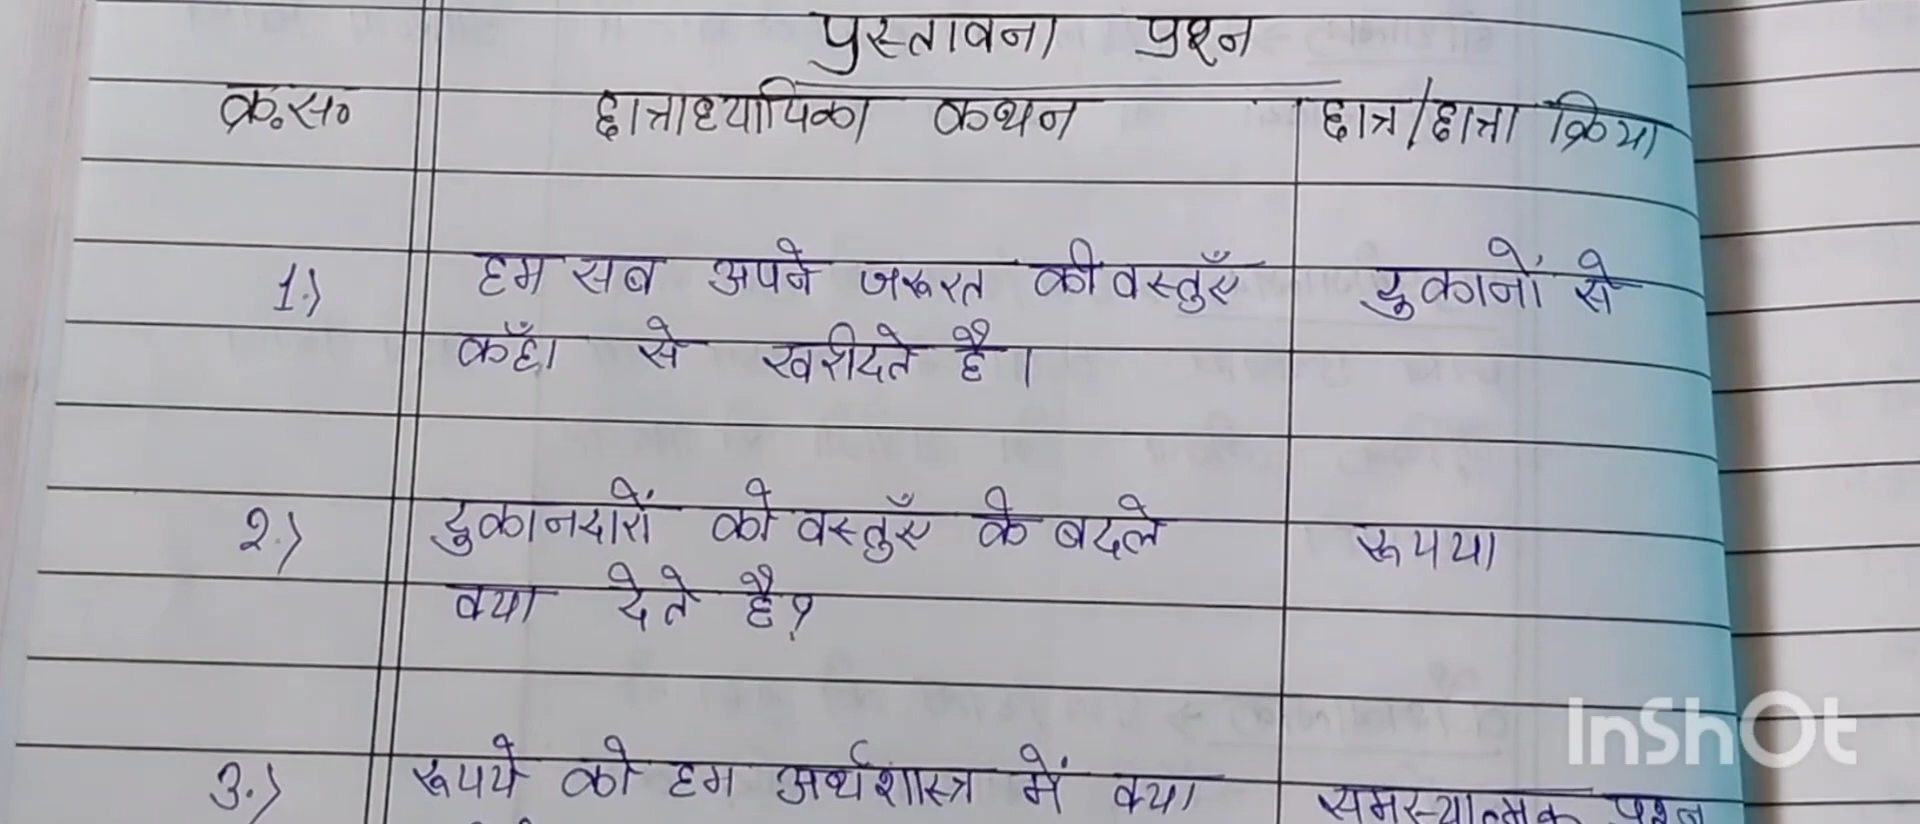 प्रस्तावना प्रश्न
क्र.स० छात्राध्यापिका कथन छात्र/छात्रा क्रिया
1.) हम सब अपने जरूरत की वस्तुएँ दुकानों से
कहाँ से खरीदते है।
2.) दुकानदारों को वस्तुएँ के बदले रूपया
क्या देते है?
3.) रूपये को हम अर्थशास्त्र में क्या समस्यात्मक प्रश्न
InShOt